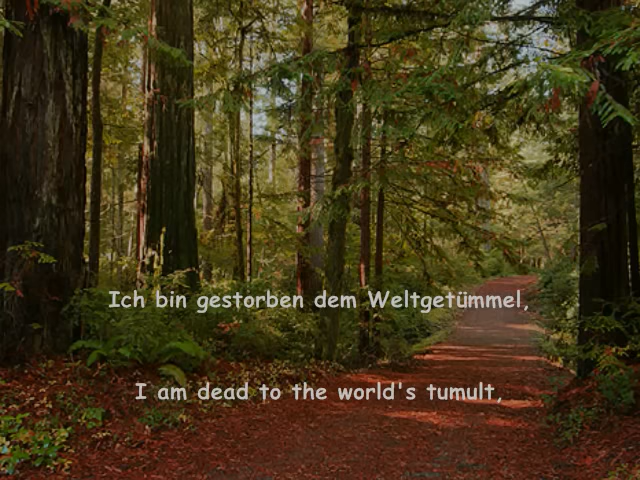 Ich bin gestorben dem Weltgetümmel,
I am dead to the world's tumult,